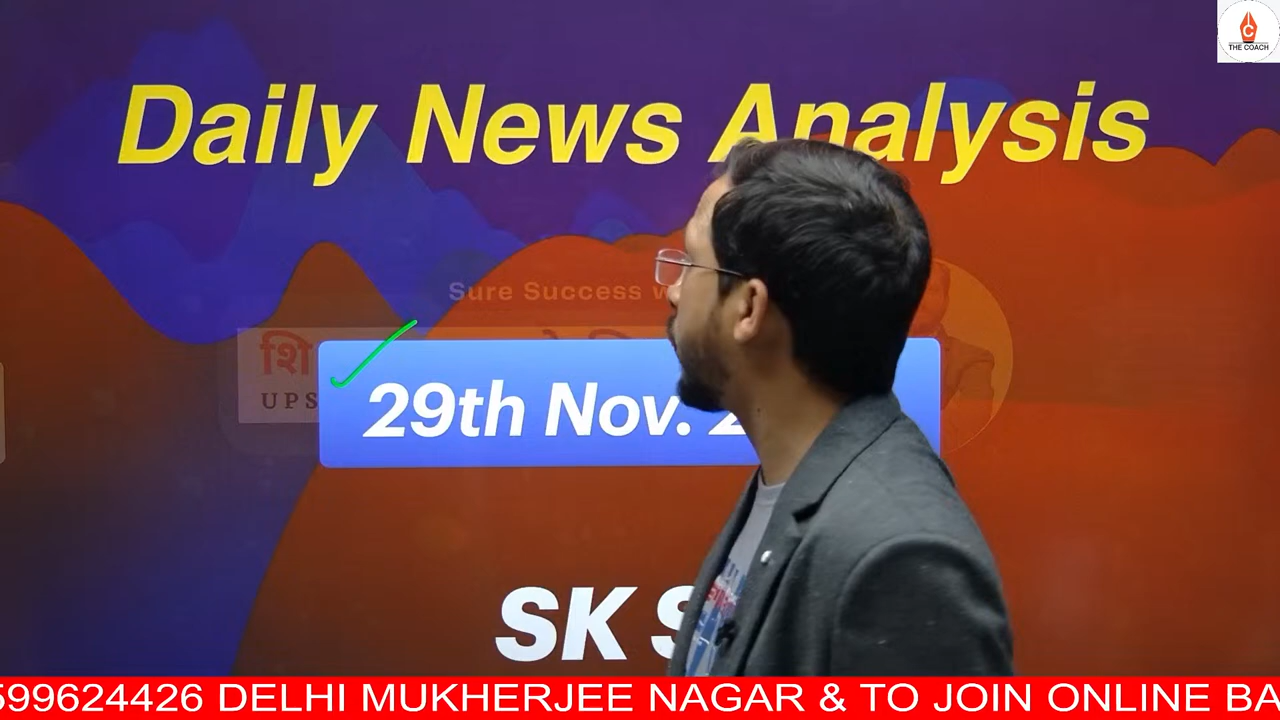 THE COACH
Daily News Analysis
Sure Success
शि
UPS
29th Nov. 2
SK S
599624426 DELHI MUKHERJEE NAGAR & TO JOIN ONLINE BA